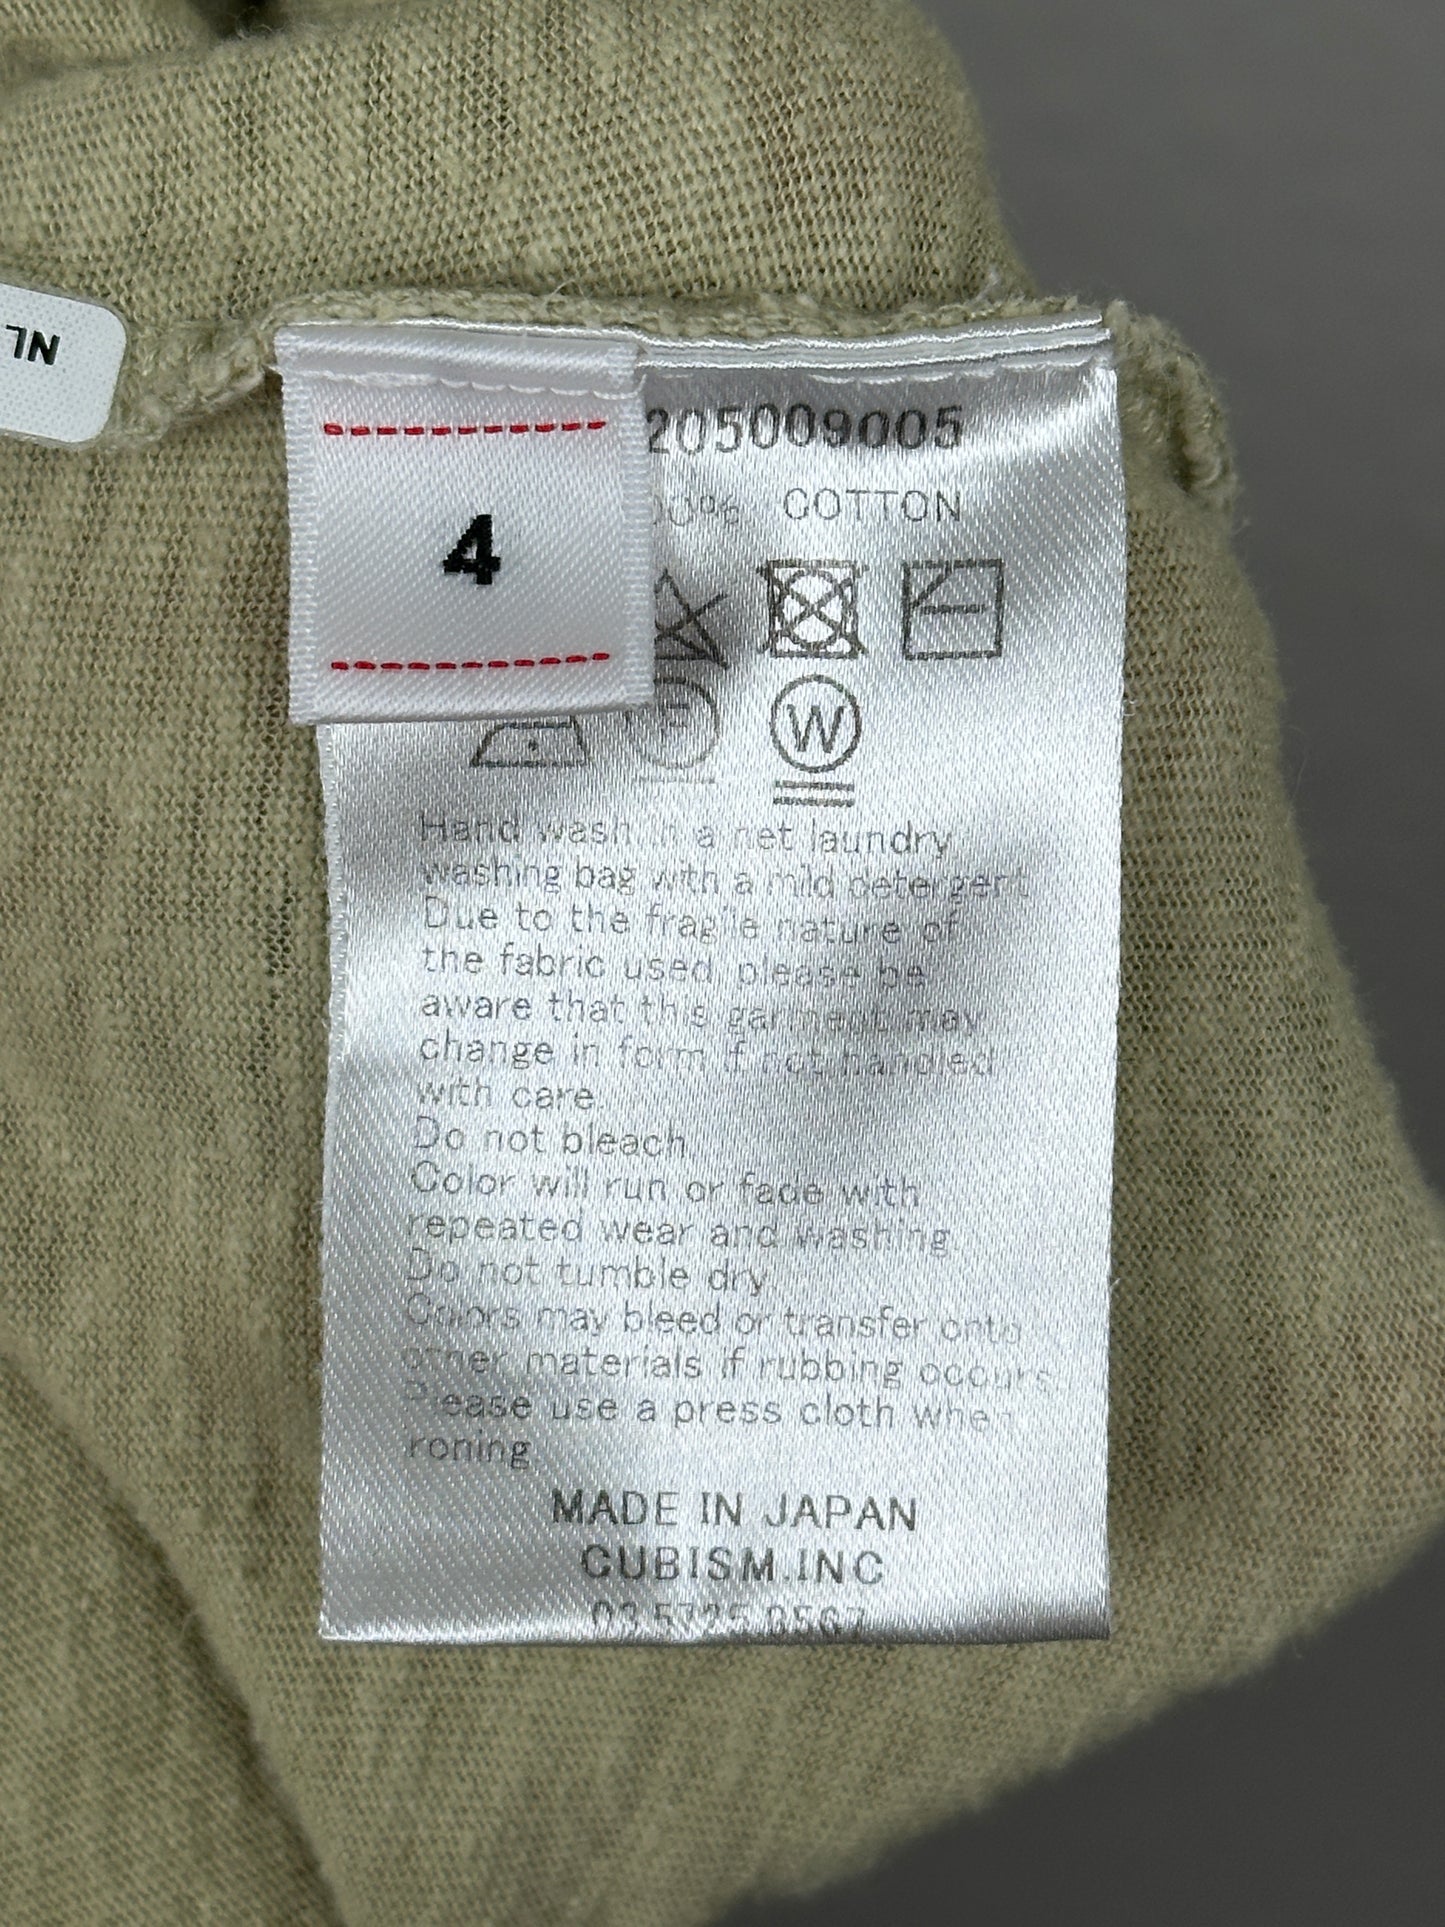 NL
4
205009005
00% COTTON
W
Hand wash in a net laundry
washing bag with a mild detergent
Due to the fragile nature of
the fabric used, please be
aware that this garment may
change in form if not handled
with care.
Do not bleach
Color will run or fade with
repeated wear and washing.
Do not tumble dry.
Colors may bleed or transfer onto
other materials if rubbing occurs.
Please use a press cloth when
ironing.
MADE IN JAPAN
CUBISM.INC